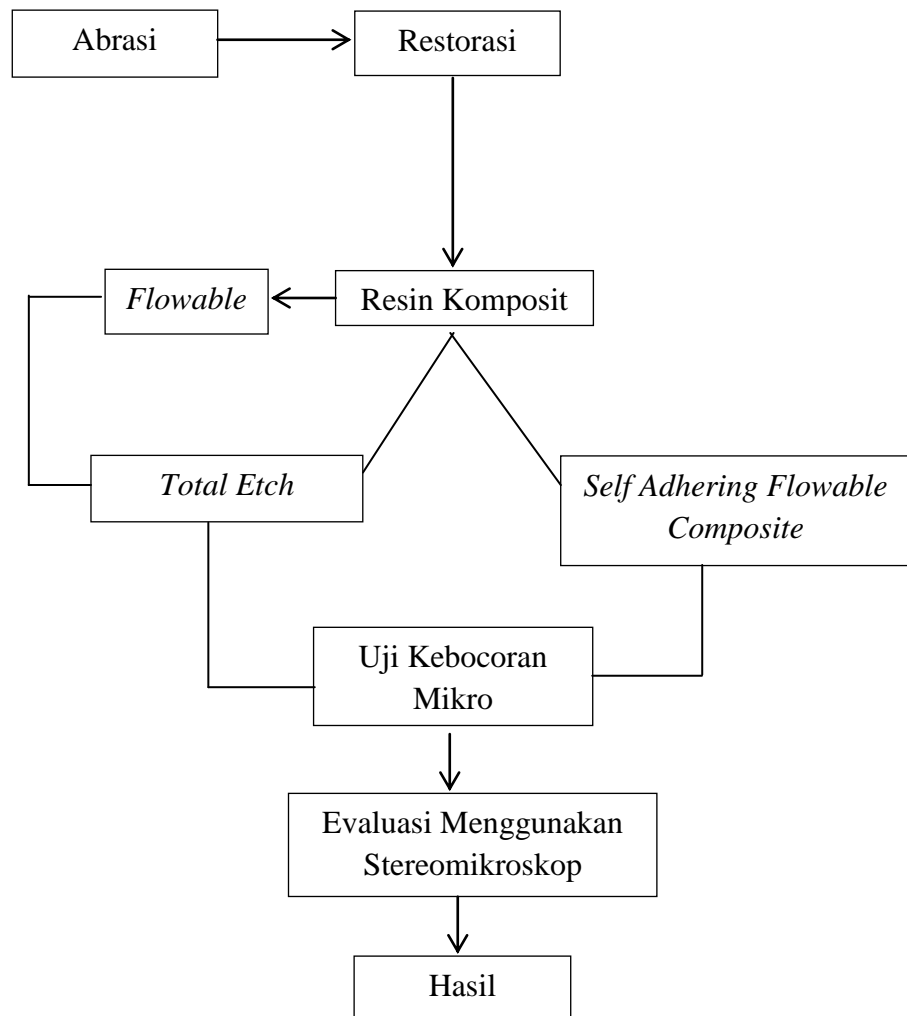 Abrasi
Restorasi
Flowable
Resin Komposit
Total Etch
Self Adhering Flowable
Composite
Uji Kebocoran
Mikro
Evaluasi Menggunakan
Stereomikroskop
Hasil